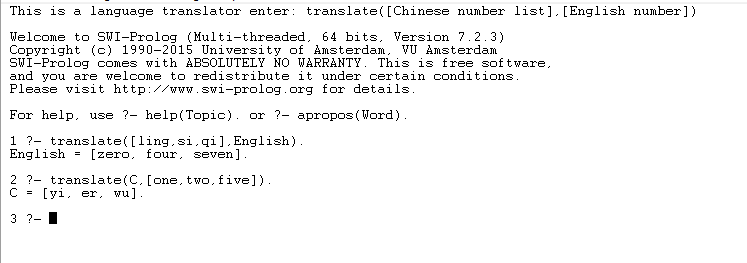 This is a language translator enter: translate([Chinese number list],[English number])
Welcome to SWI-Prolog (Multi-threaded, 64 bits, Version 7.2.3)
Copyright (c) 1990-2015 University of Amsterdam, VU Amsterdam
SWI-Prolog comes with ABSOLUTELY NO WARRANTY. This is free software,
and you are welcome to redistribute it under certain conditions.
Please visit http://www.swi-prolog.org for details.
For help, use ?- help(Topic). or ?- apropos(Word).
1 ?- translate([ling,si,qi],English).
English = [zero, four, seven].
2 ?- translate(C,[one,two,five]).
C = [yi, er, wu].
3 ?-